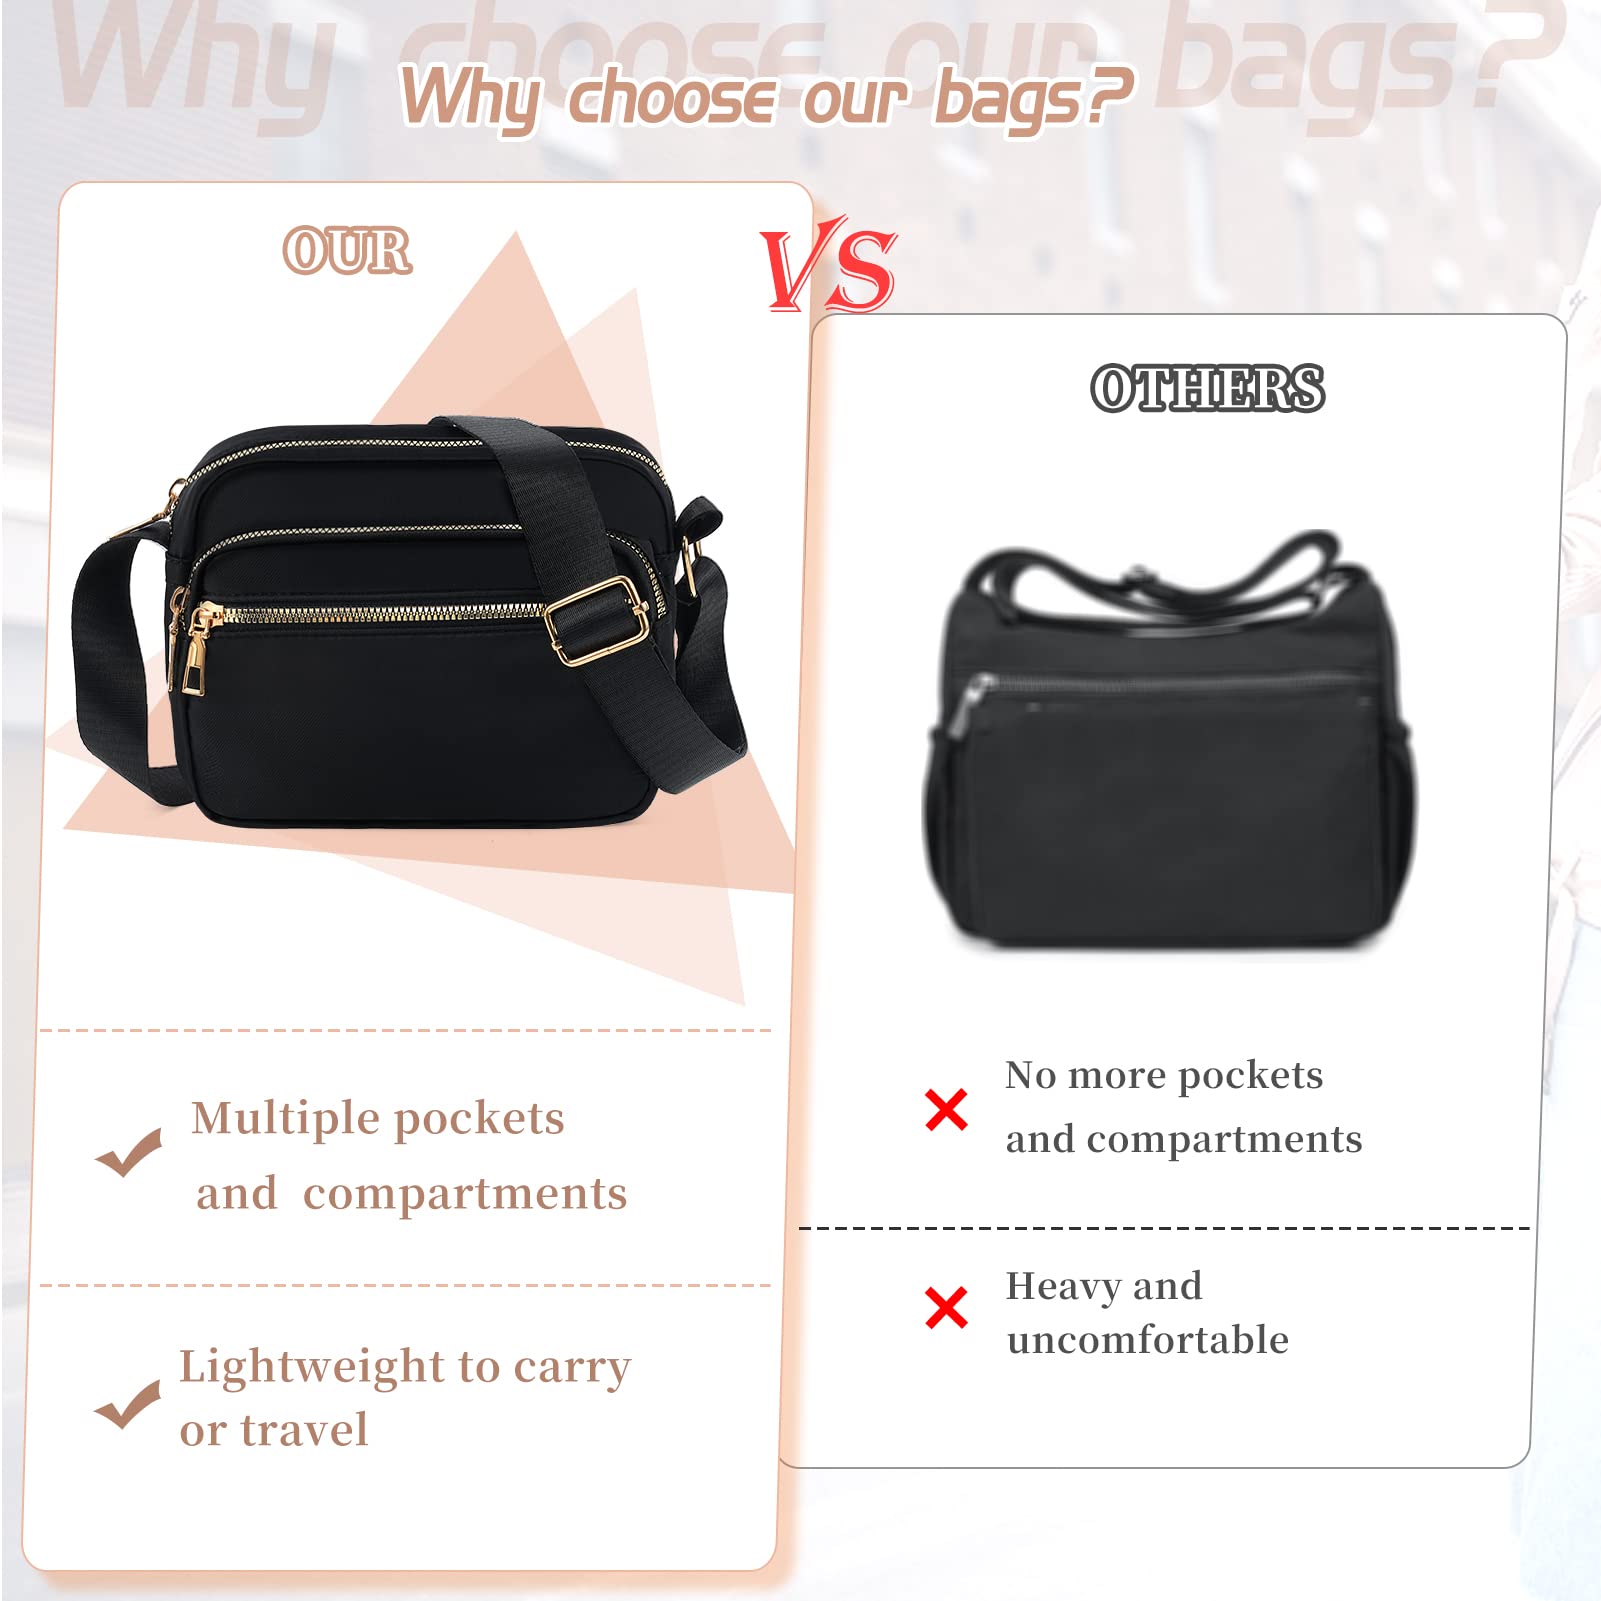 Why choose our bags?
Why choose our bags?
OUR
VS
OTHERS
Multiple pockets
and compartments
Lightweight to carry
or travel
No more pockets
and compartments
Heavy and
uncomfortable